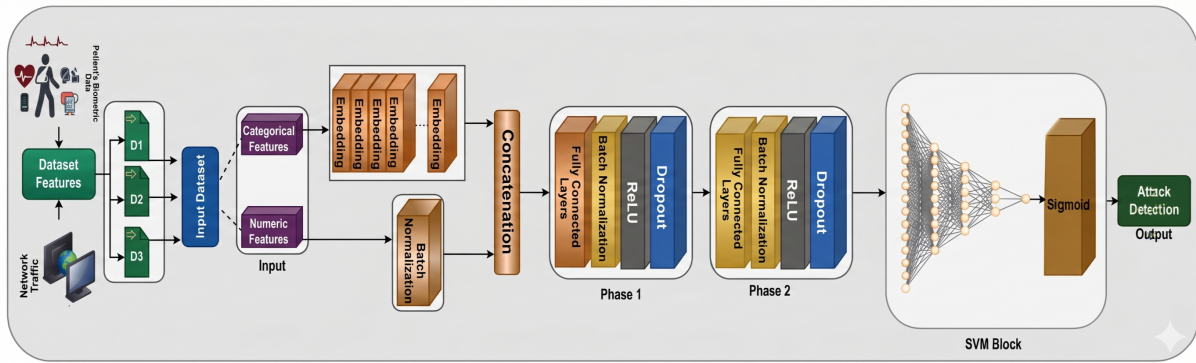 Patient's Biometric
Data
Dataset
Features
Network
Traffic
D1
D2
D3
Input Dataset
Categorical
Features
Numeric
Features
Input
Embedding
Embedding
Embedding
Embedding
Embedding
Batch
Normalization
Concatenation
Fully Connected
Layers
Batch Normalization
ReLU
Dropout
Phase 1
Fully Connected
Layers
Batch Normalization
ReLU
Dropout
Phase 2
Sigmoid
SVM Block
Attack
Detection
Output